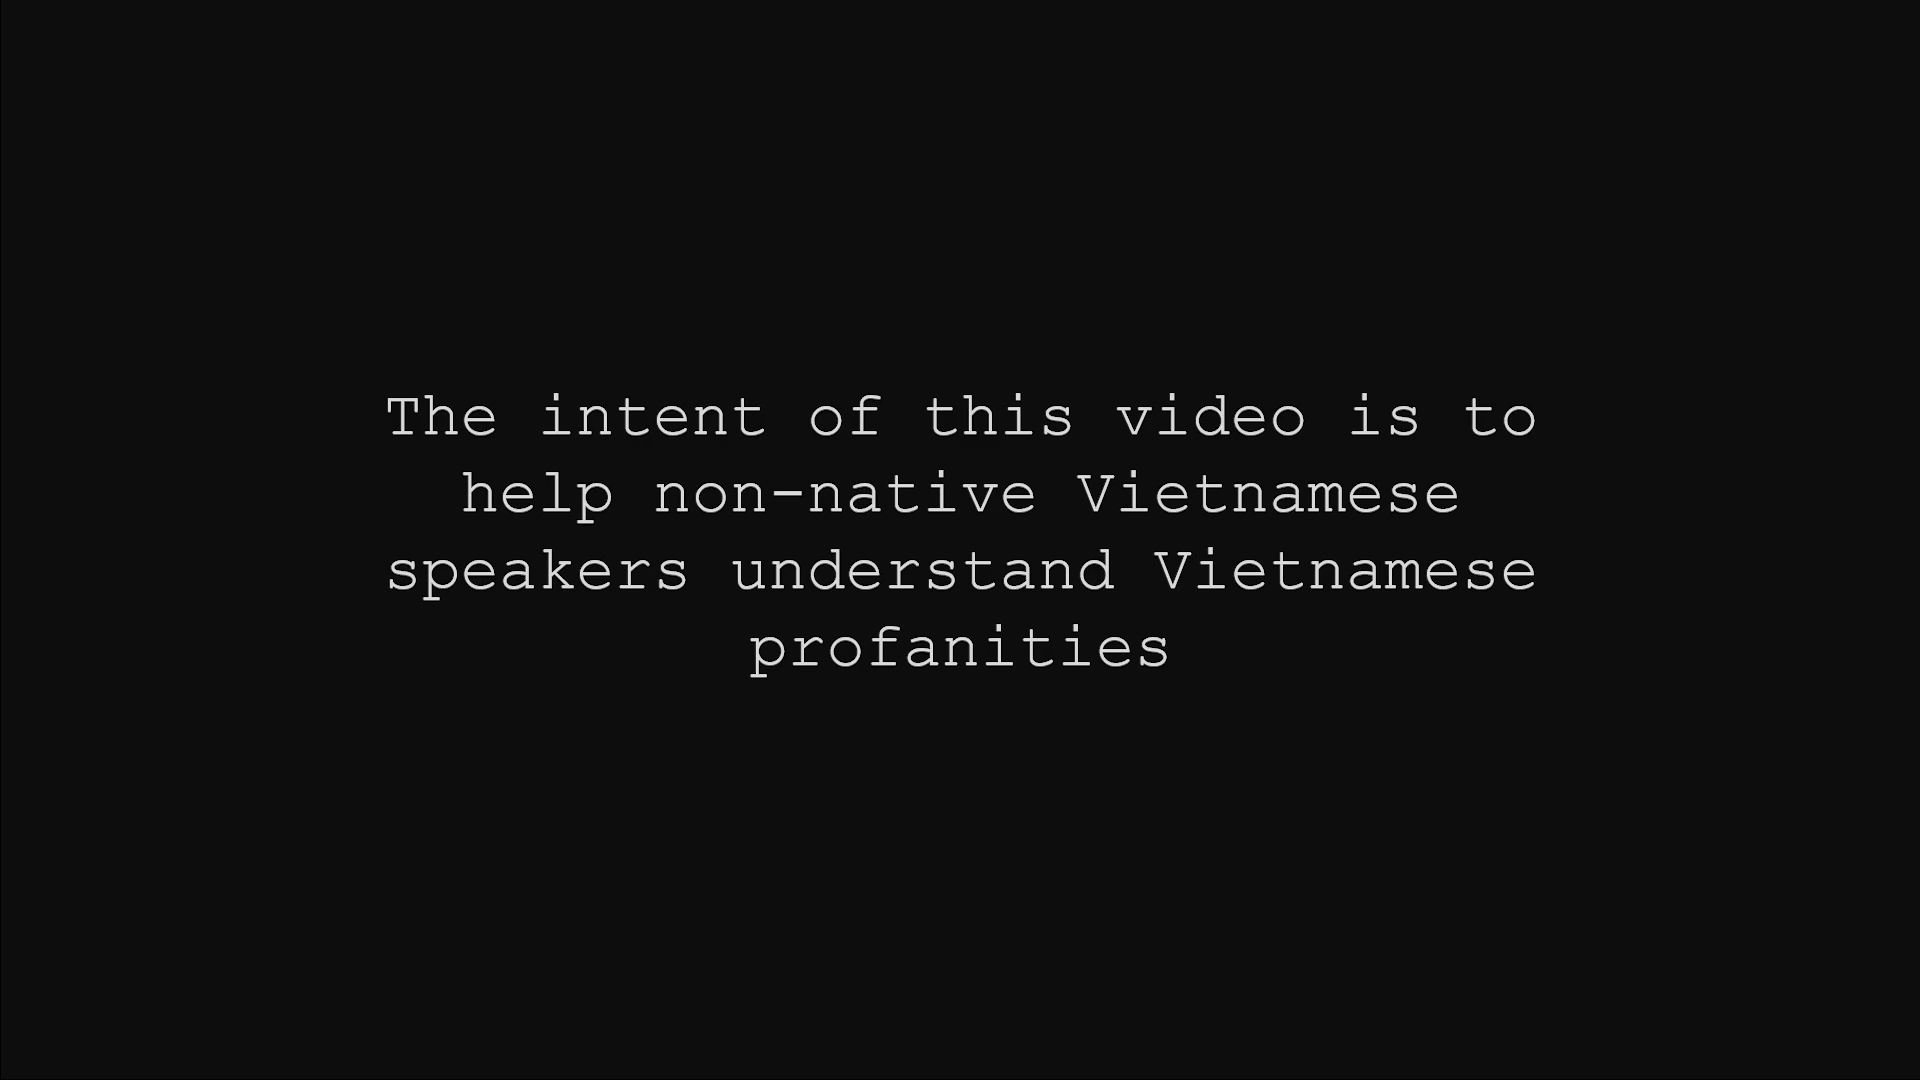 The intent of this video is to
help non-native Vietnamese
speakers understand Vietnamese
profanities